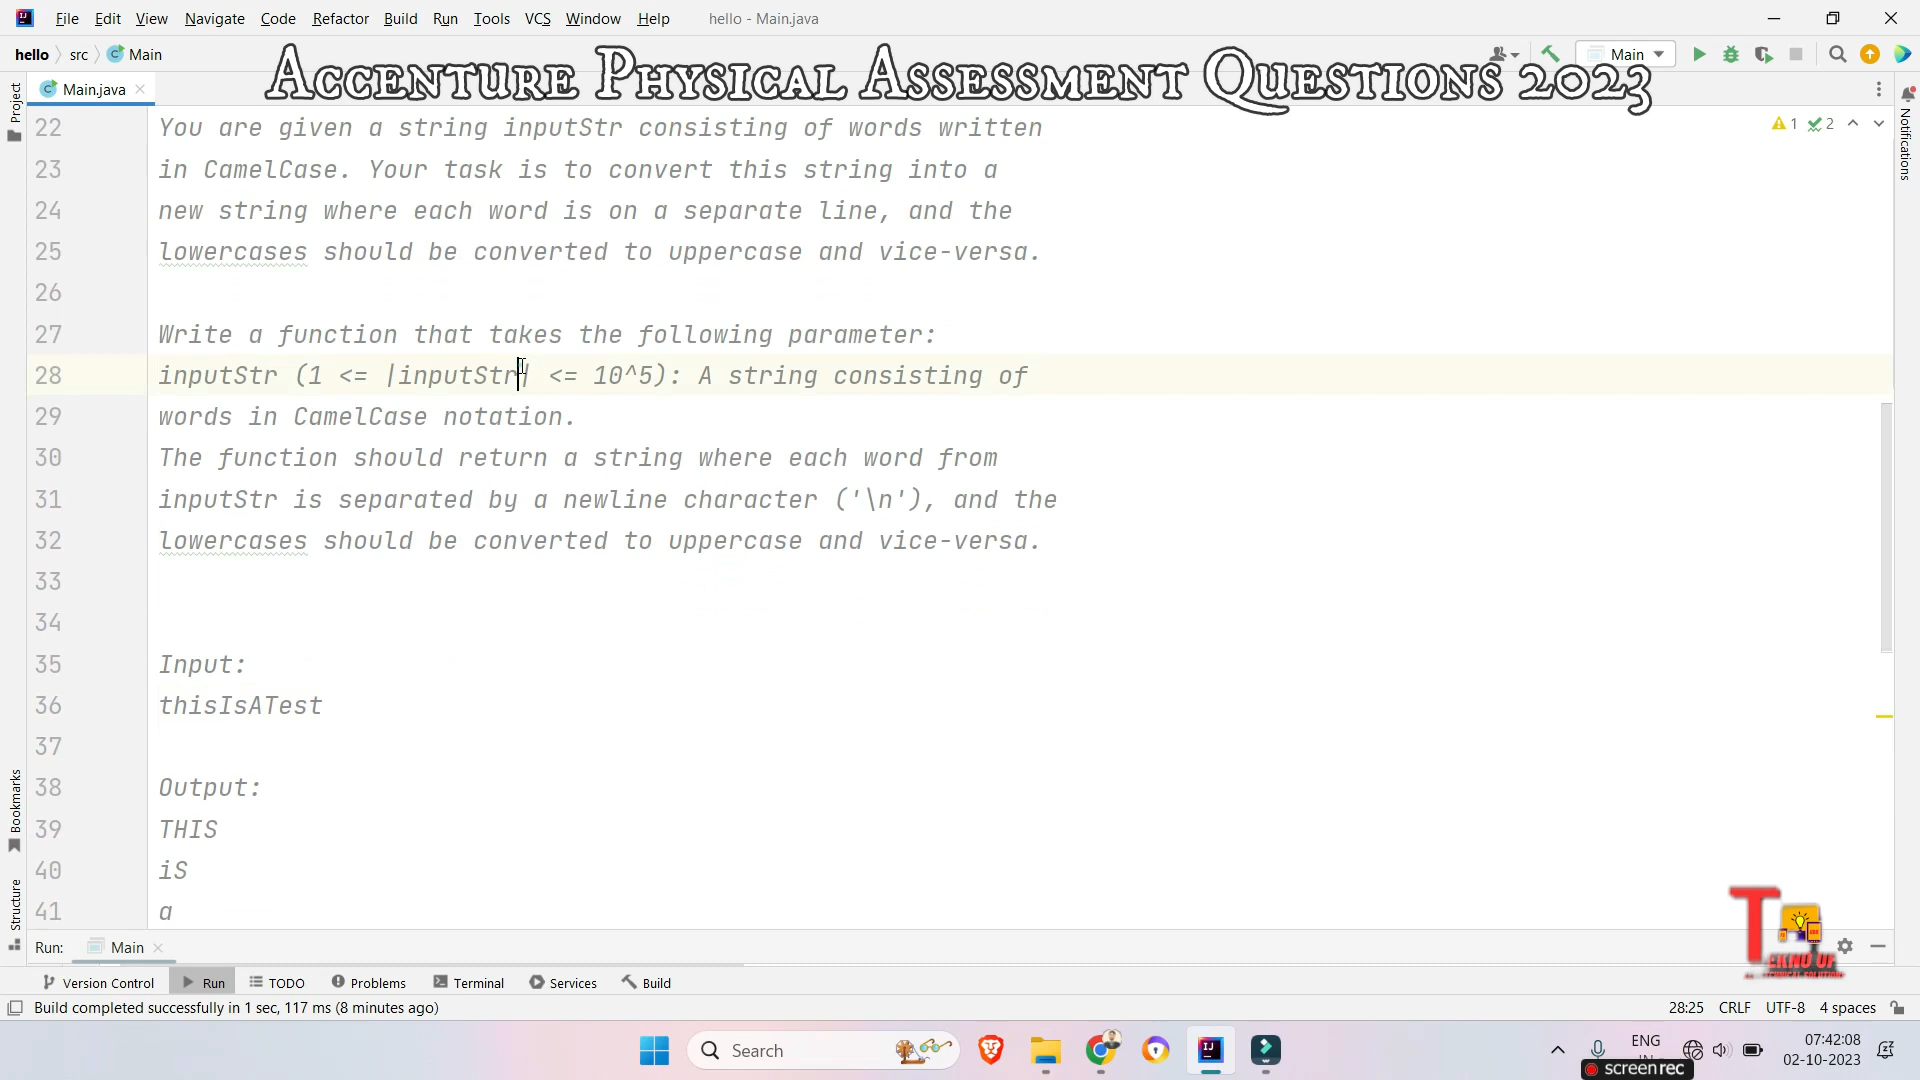 File Edit View Navigate Code Refactor Build Run Tools VCS Window Help hello - Main.java
hello src Main Main
Accenture Physical Assessment Questions 2023
Main.java
Project
Notifications
1 2
22 You are given a string inputStr consisting of words written
23 in CamelCase. Your task is to convert this string into a
24 new string where each word is on a separate line, and the
25 lowercases should be converted to uppercase and vice-versa.
26
27 Write a function that takes the following parameter:
28 inputStr (1 <= |inputStr| <= 10^5): A string consisting of
29 words in CamelCase notation.
30 The function should return a string where each word from
31 inputStr is separated by a newline character ('\n'), and the
32 lowercases should be converted to uppercase and vice-versa.
33
34
35 Input:
36 thisIsATest
37
38 Output:
39 THIS
40 iS
41 a
Bookmarks
Structure
Run: Main
Version Control Run TODO Problems Terminal Services Build
Build completed successfully in 1 sec, 117 ms (8 minutes ago)
28:25 CRLF UTF-8 4 spaces
Search
ENG
07:42:08
02-10-2023
screenrec